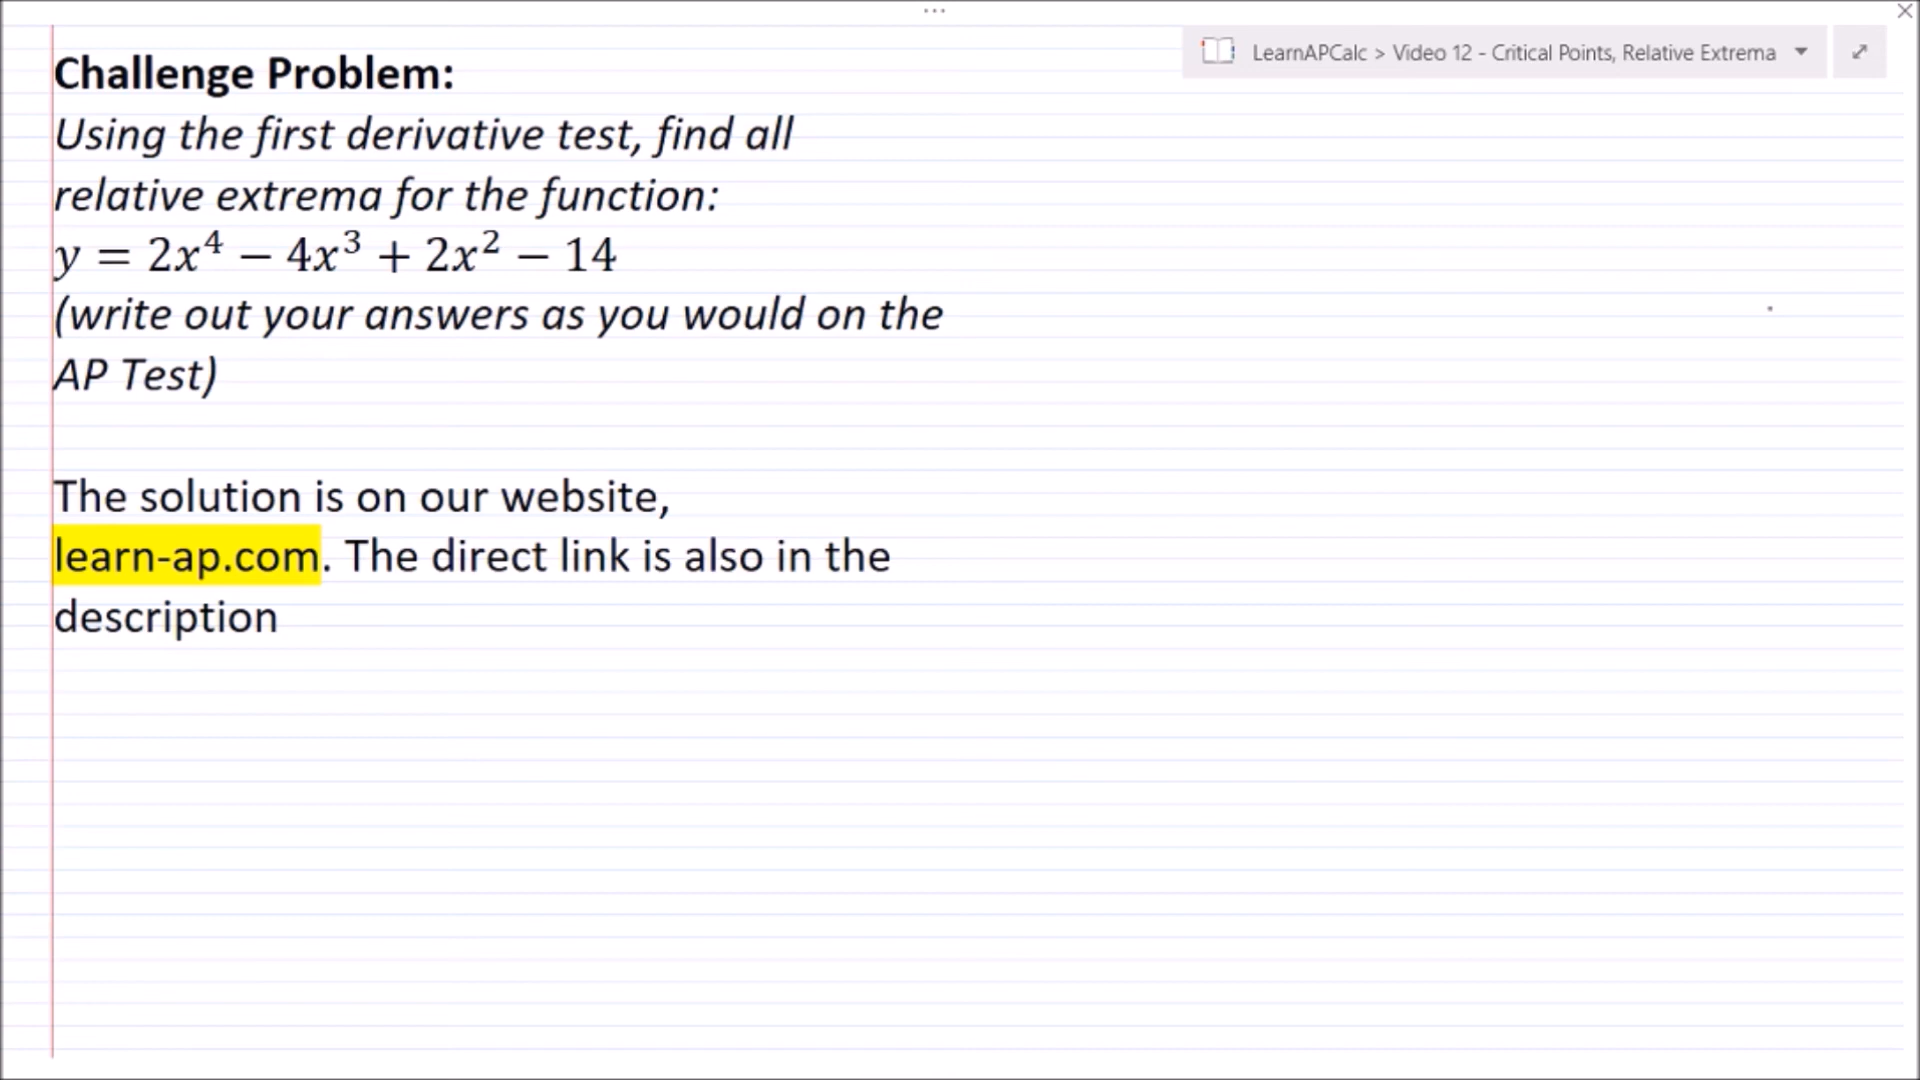 ...
LearnAPCalc > Video 12 - Critical Points, Relative Extrema
Challenge Problem:
Using the first derivative test, find all
relative extrema for the function:
y = 2x⁴ − 4x³ + 2x² − 14
(write out your answers as you would on the
AP Test)
The solution is on our website,
learn-ap.com. The direct link is also in the
description